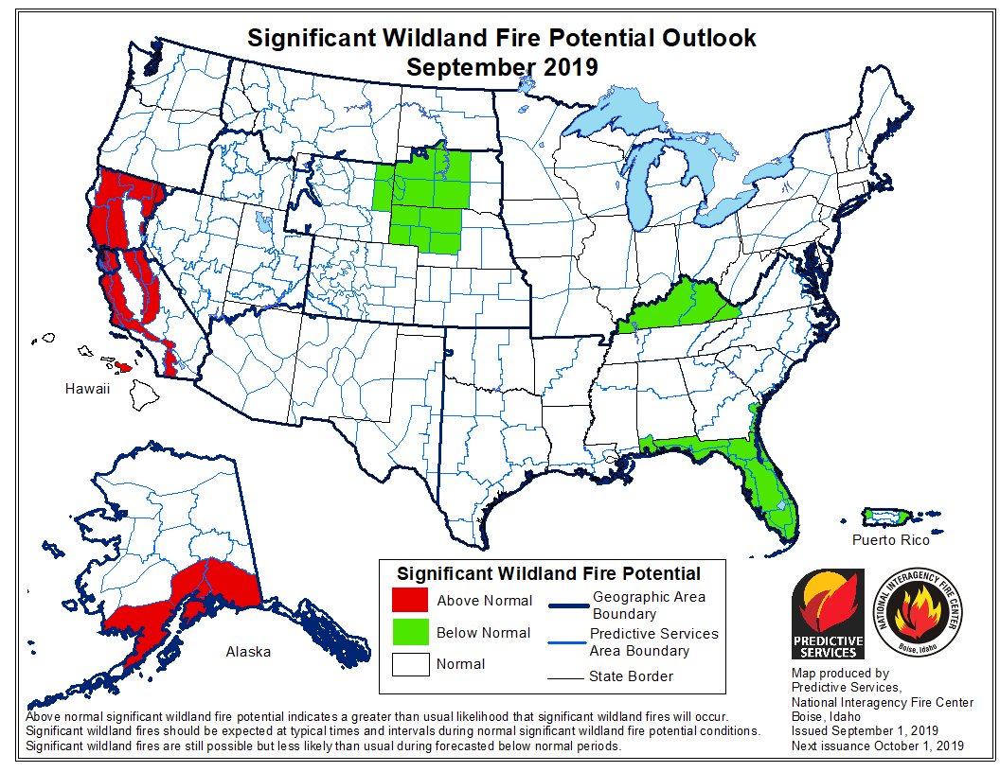 Significant Wildland Fire Potential Outlook
September 2019
Hawaii
Alaska
Puerto Rico
Significant Wildland Fire Potential
Above Normal
Below Normal
Normal
Geographic Area
Boundary
Predictive Services
Area Boundary
State Border
PREDICTIVE
SERVICES
NATIONAL INTERAGENCY FIRE CENTER
Boise, Idaho
Map produced by
Predictive Services,
National Interagency Fire Center
Boise, Idaho
Issued September 1, 2019
Next issuance October 1, 2019
Above normal significant wildland fire potential indicates a greater than usual likelihood that significant wildland fires will occur.
Significant wildland fires should be expected at typical times and intervals during normal significant wildland fire potential conditions.
Significant wildland fires are still possible but less likely than usual during forecasted below normal periods.